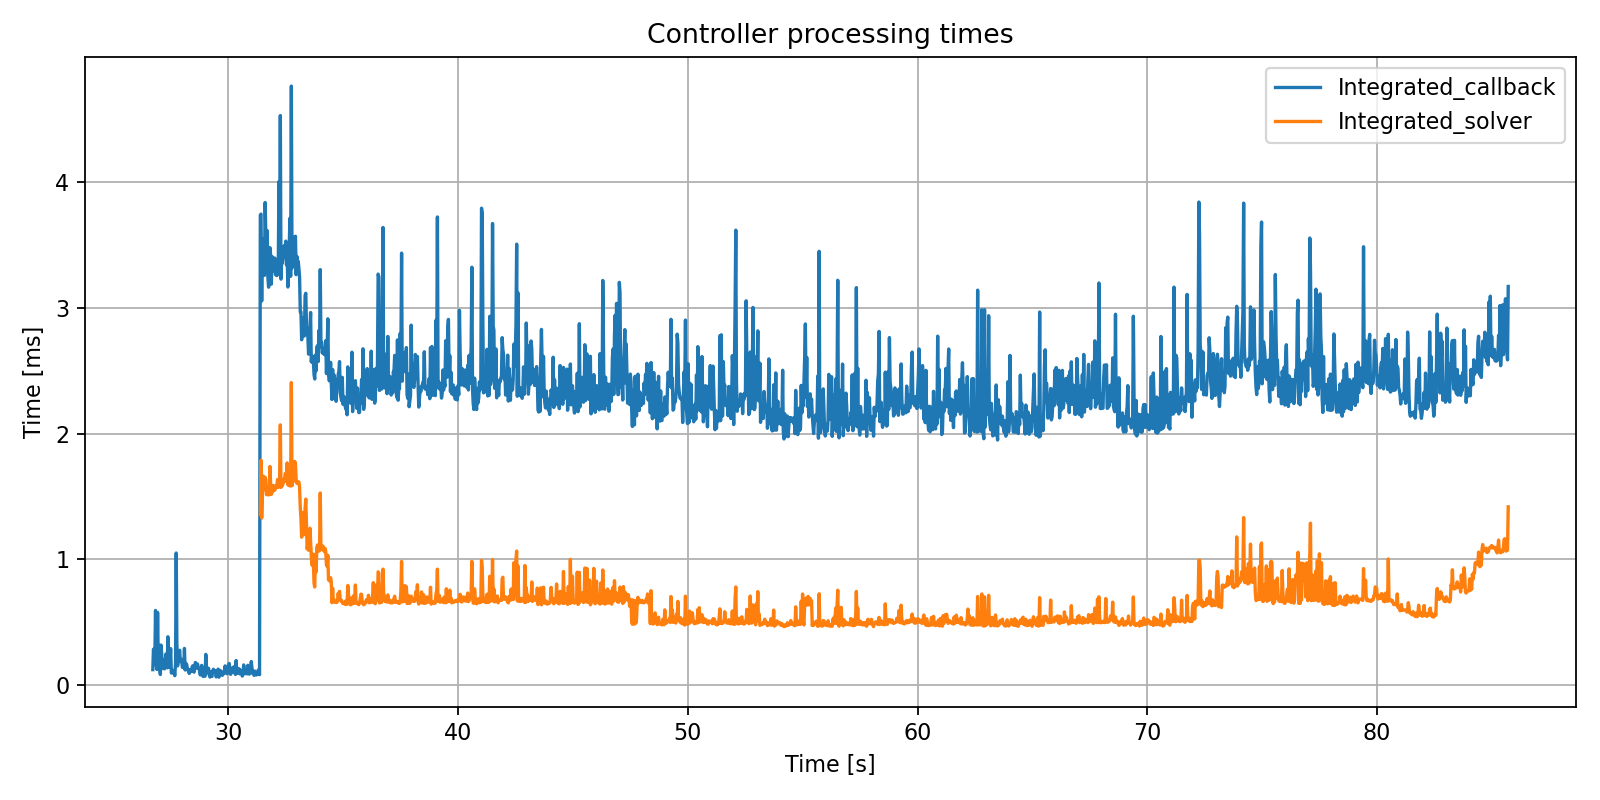 Controller processing times
Integrated_callback
Integrated_solver
Time [ms]
4
3
2
1
0
30 40 50 60 70 80
Time [s]